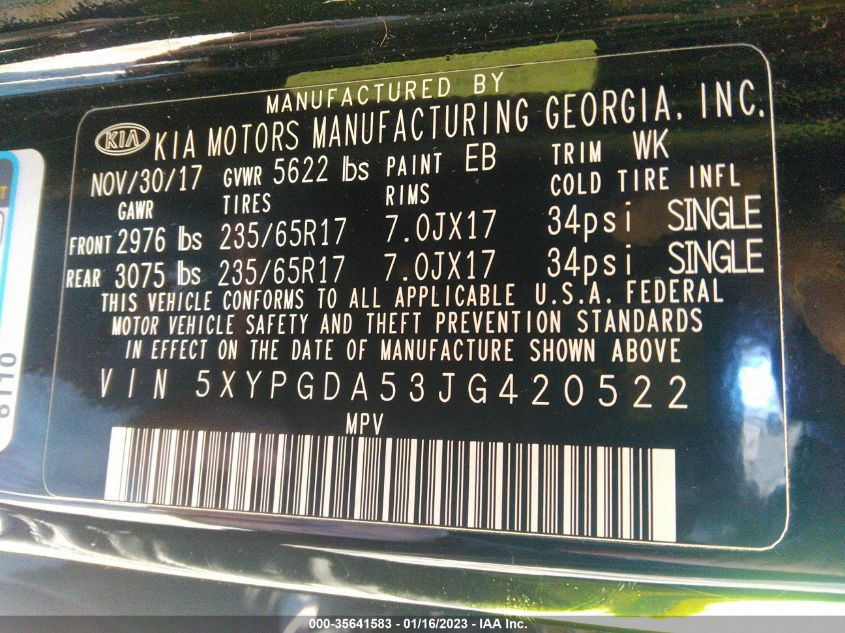 MANUFACTURED BY
KIA KIA MOTORS MANUFACTURING GEORGIA, INC.
NOV/30/17 GVWR 5622 lbs PAINT EB TRIM WK
GAWR TIRES RIMS COLD TIRE INFL
FRONT 2976 lbs 235/65R17 7.0JX17 34psi SINGLE
REAR 3075 lbs 235/65R17 7.0JX17 34psi SINGLE
THIS VEHICLE CONFORMS TO ALL APPLICABLE U.S.A. FEDERAL
MOTOR VEHICLE SAFETY AND THEFT PREVENTION STANDARDS
IN EFFECT ON THE DATE OF MANUFACTURE SHOWN ABOVE
VIN 5XYPGDA53JG420522
MPV
000-35641583 - 01/16/2023 - IAA Inc.